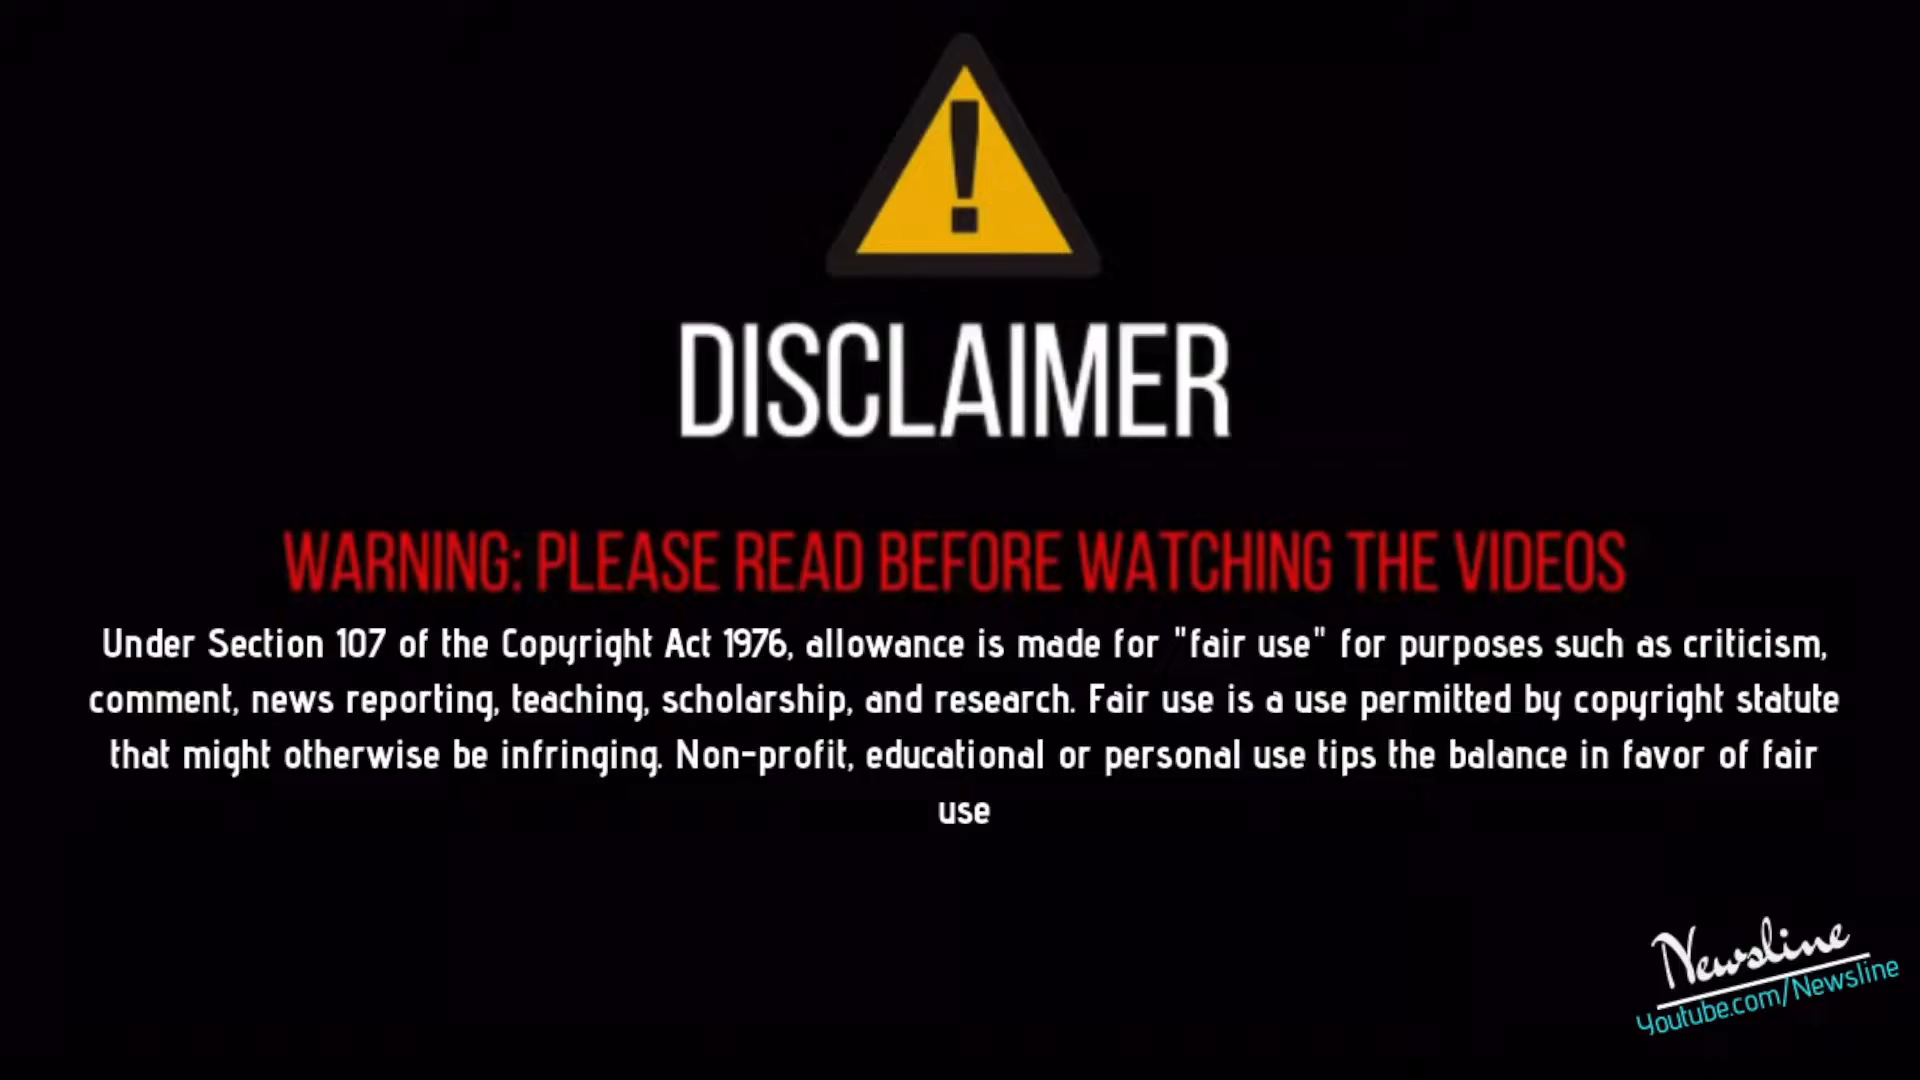 DISCLAIMER
WARNING: PLEASE READ BEFORE WATCHING THE VIDEOS
Under Section 107 of the Copyright Act 1976, allowance is made for "fair use" for purposes such as criticism,
comment, news reporting, teaching, scholarship, and research. Fair use is a use permitted by copyright statute
that might otherwise be infringing. Non-profit, educational or personal use tips the balance in favor of fair
use
Newsline
Youtube.com/Newsline